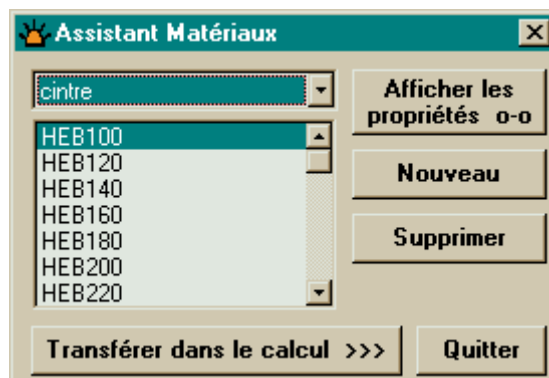 Assistant Matériaux
cintre
HEB100
HEB120
HEB140
HEB160
HEB180
HEB200
HEB220
Afficher les
propriétés o-o
Nouveau
Supprimer
Transférer dans le calcul >>>
Quitter